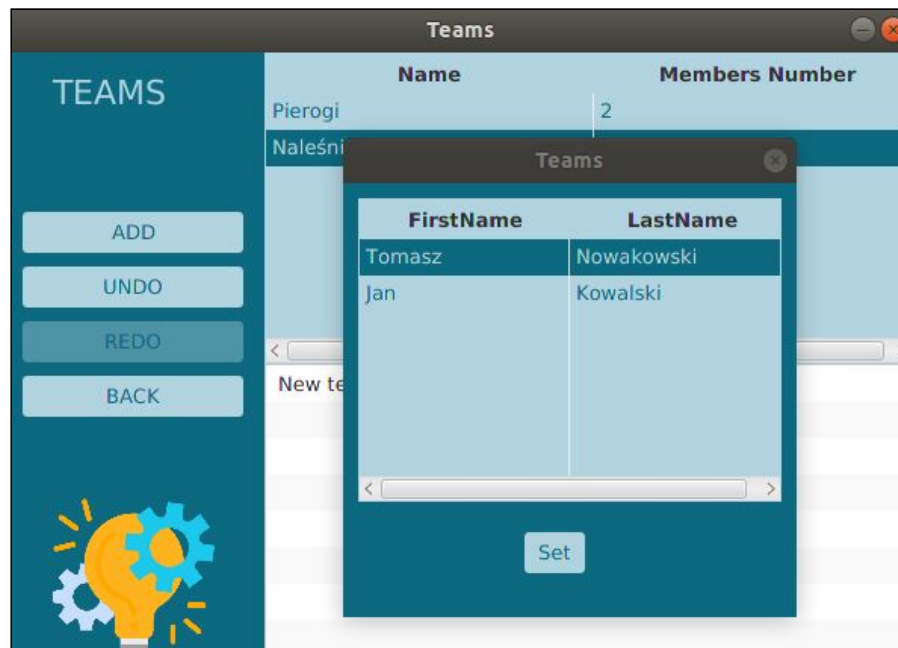 Teams
TEAMS
Name Members Number
Pierogi 2
Naleśni
ADD
UNDO
REDO
BACK
New te
Teams
FirstName LastName
Tomasz Nowakowski
Jan Kowalski
Set